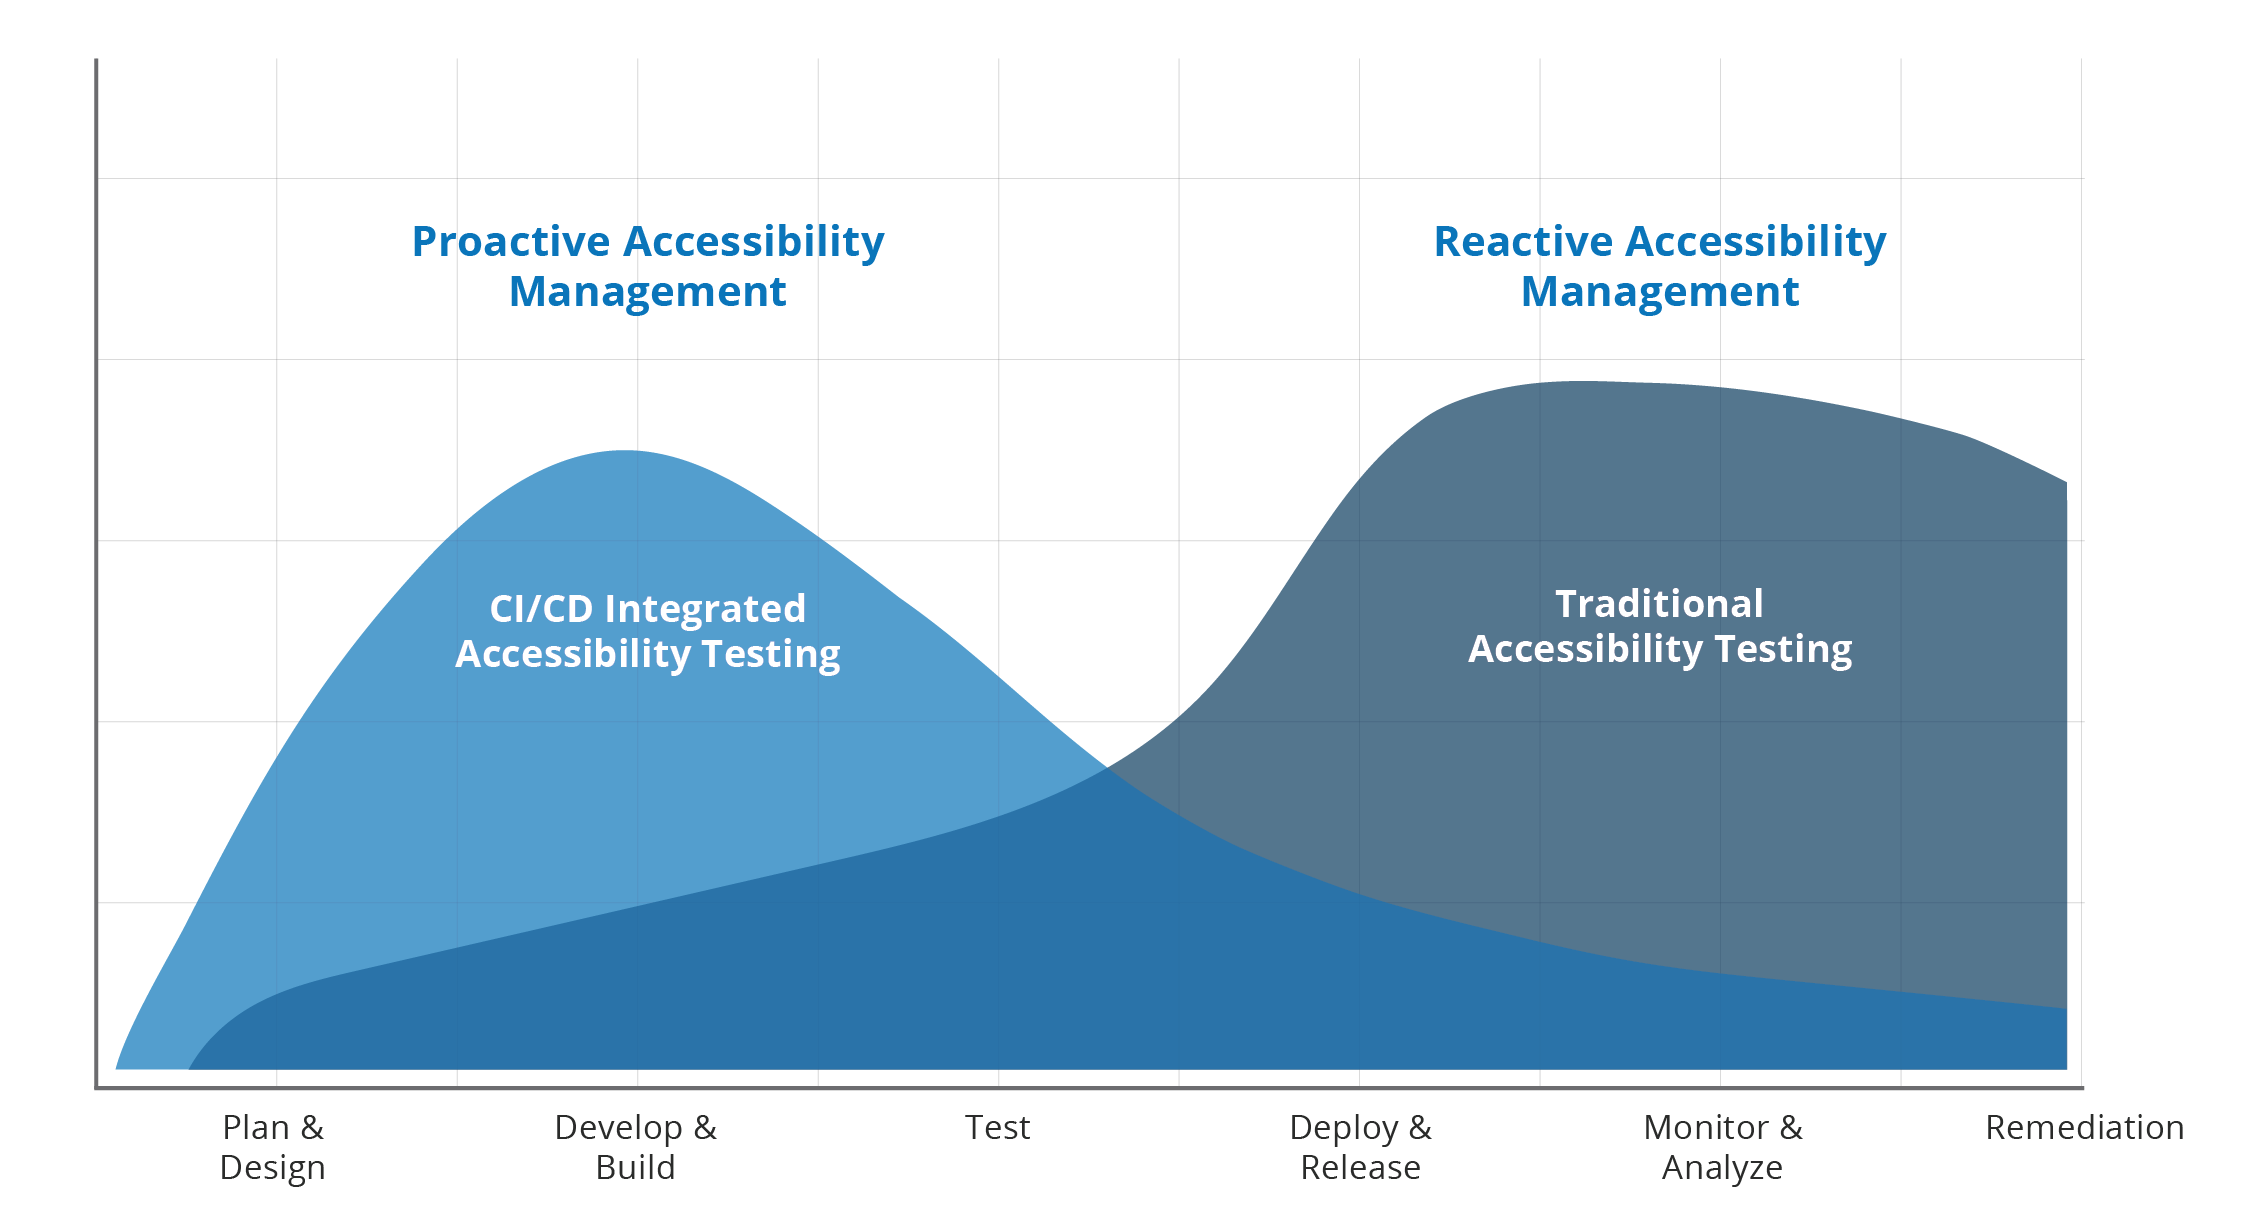 Proactive Accessibility
Management
Reactive Accessibility
Management
CI/CD Integrated
Accessibility Testing
Traditional
Accessibility Testing
Plan &
Design
Develop &
Build
Test
Deploy &
Release
Monitor &
Analyze
Remediation